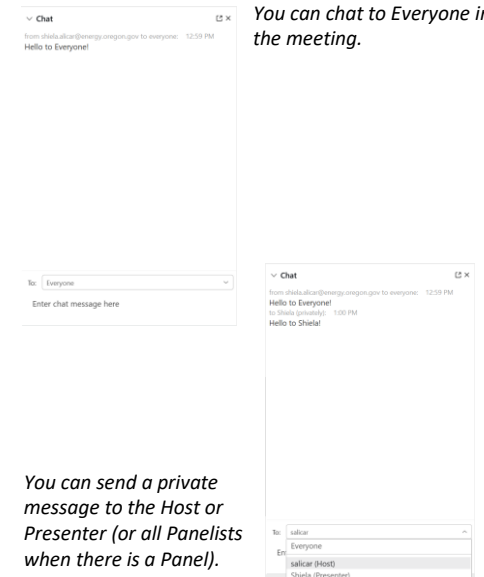 Chat
You can chat to Everyone in
the meeting.
from shiela.alicar@energy.oregon.gov to everyone: 12:59 PM
Hello to Everyone!
To: Everyone
Enter chat message here
Chat
from shiela.alicar@energy.oregon.gov to everyone: 12:59 PM
Hello to Everyone!
to Shiela (privately): 1:00 PM
Hello to Shiela!
You can send a private
message to the Host or
Presenter (or all Panelists
when there is a Panel).
To: salicar
Everyone
En
salicar (Host)
Shiela (Presenter)